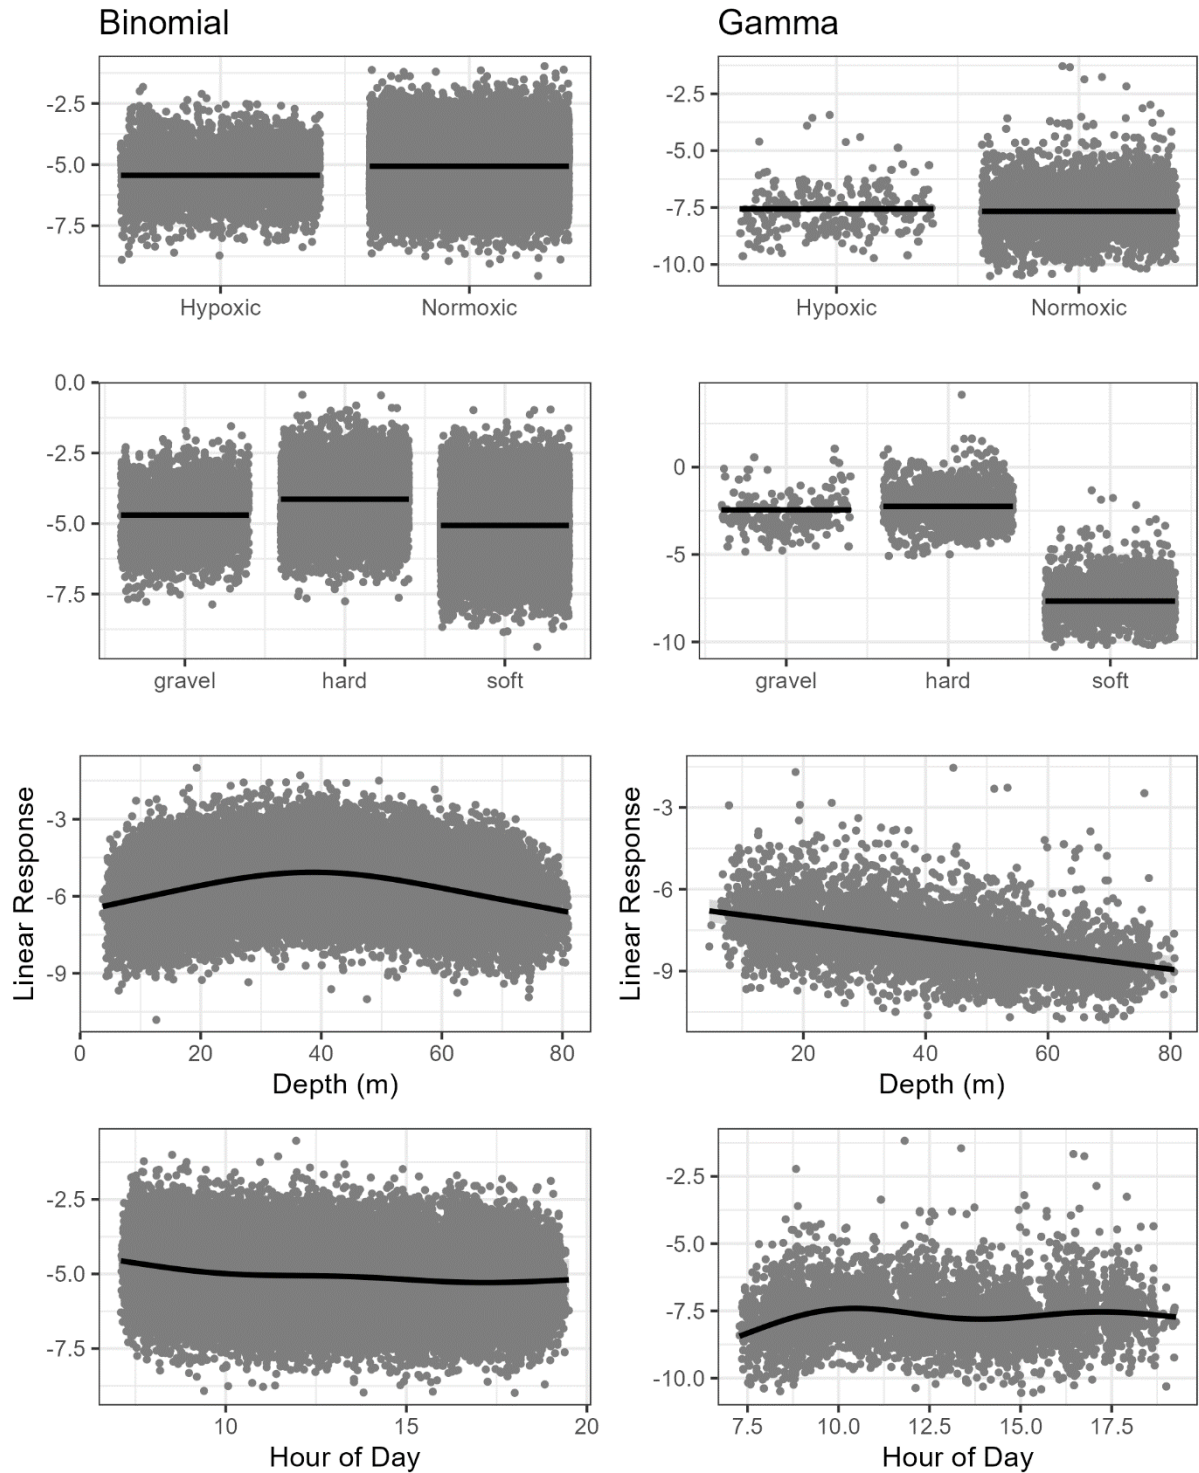 Binomial Gamma
-2.5
-5.0
-7.5
Hypoxic Normoxic
-2.5
-5.0
-7.5
-10.0
Hypoxic Normoxic
0.0
-2.5
-5.0
-7.5
gravel hard soft
0
-5
-10
gravel hard soft
Linear Response
-3
-6
-9
0 20 40 60 80
Depth (m)
Linear Response
-3
-6
-9
20 40 60 80
Depth (m)
-2.5
-5.0
-7.5
10 15 20
Hour of Day
-2.5
-5.0
-7.5
-10.0
7.5 10.0 12.5 15.0 17.5
Hour of Day